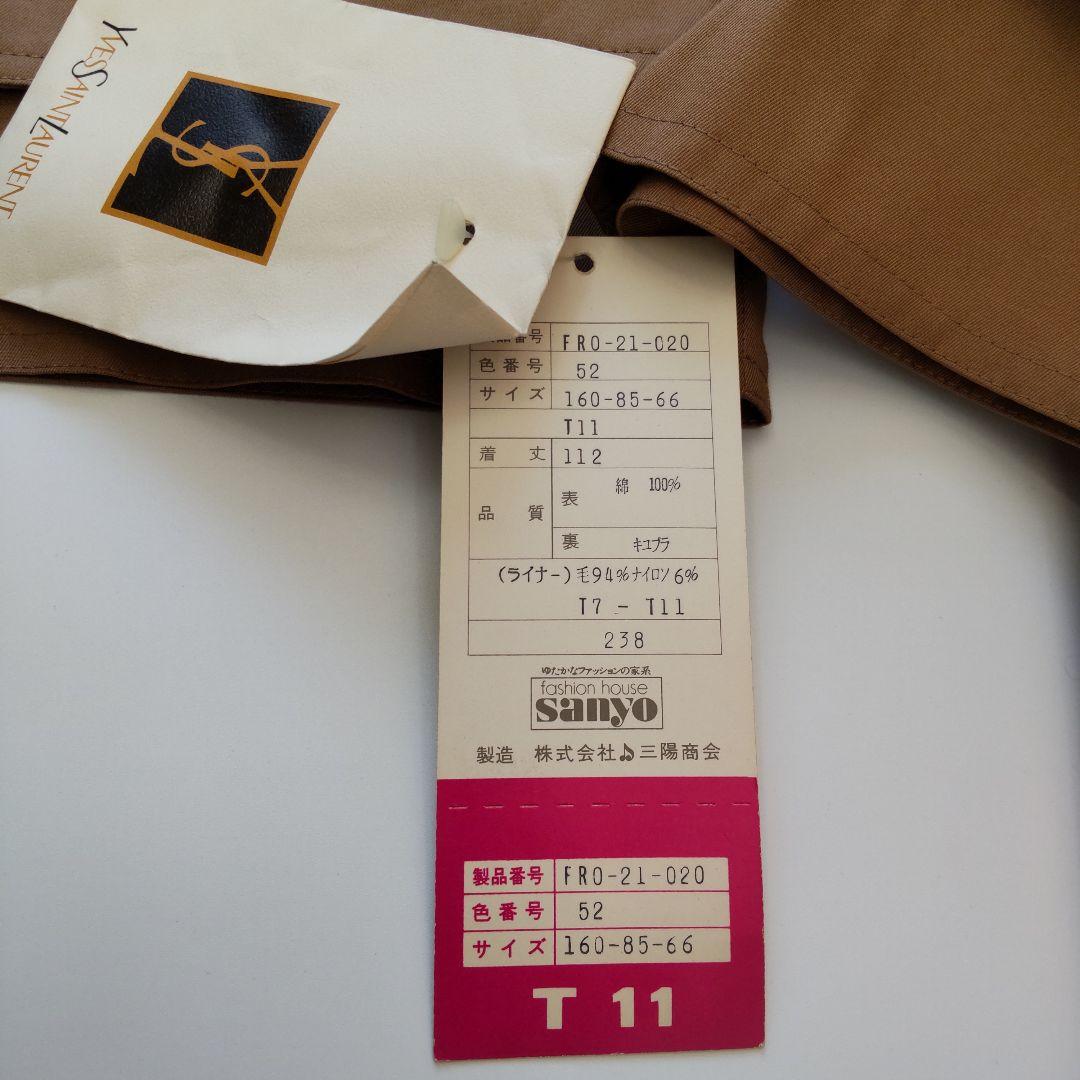 YVES SAINT LAURENT
YSL
品番号 FRO-21-020
色番号 52
サイズ 160-85-66
T11
着丈 112
品質 表 綿 100%
裏 キユプラ
(ライナー)毛94%ナイロン6%
T7 - T11
238
ゆたかなファッションの家系
fashion house
sanyo
製造 株式会社 三陽商会
製品番号 FRO-21-020
色番号 52
サイズ 160-85-66
T 11